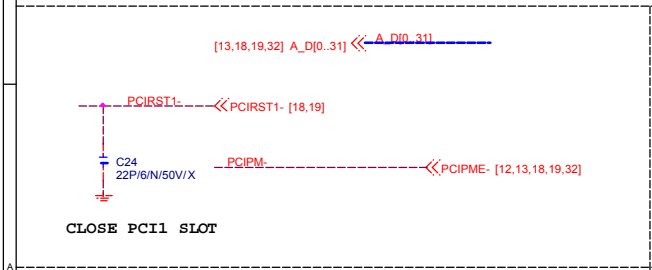 [13,18,19,32] A_D[0..31] A_D[0..31]
PCIRST1- PCIRST1- [18,19]
C24
22P/6/N/50V/X
PCIPM- PCIPME- [12,13,18,19,32]
CLOSE PCI1 SLOT
A